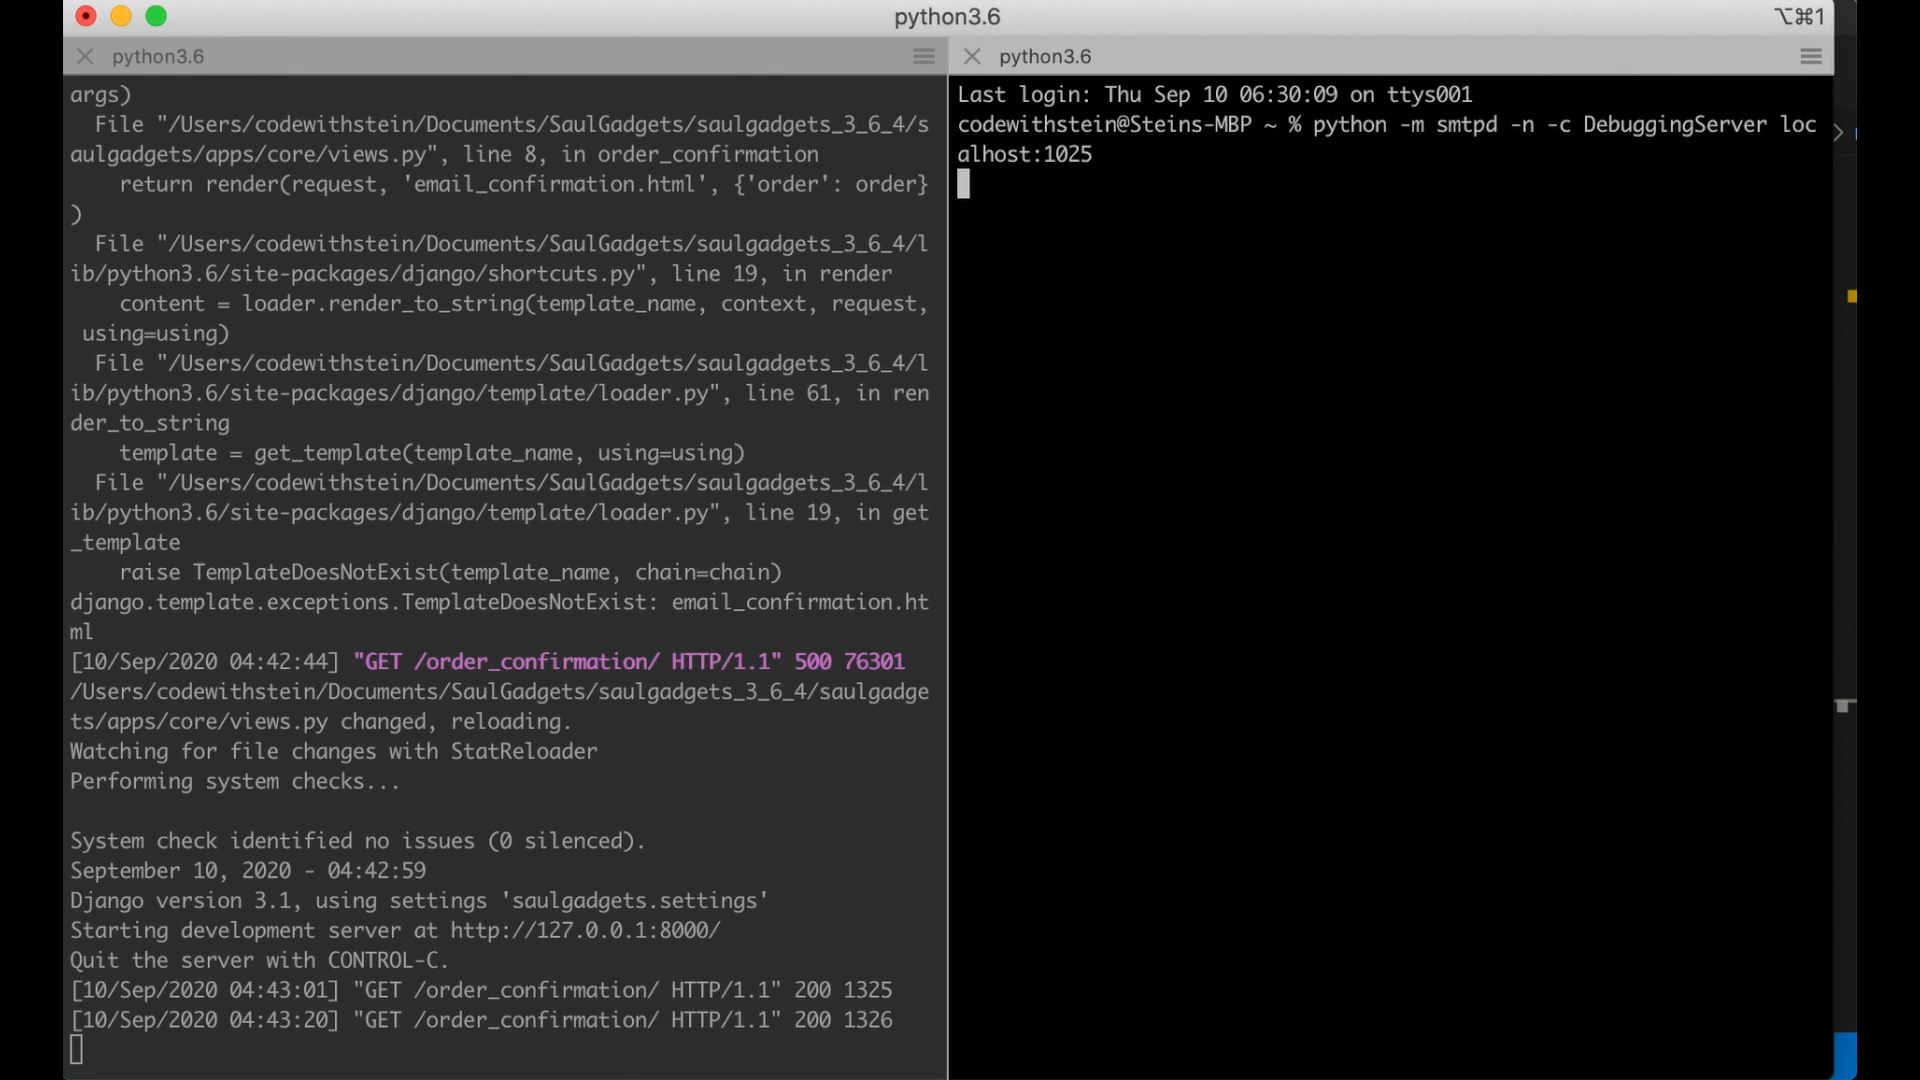 python3.6
⌥⌘1
python3.6
args)
  File "/Users/codewithstein/Documents/SaulGadgets/saulgadgets_3_6_4/s
aulgadgets/apps/core/views.py", line 8, in order_confirmation
    return render(request, 'email_confirmation.html', {'order': order}
)
  File "/Users/codewithstein/Documents/SaulGadgets/saulgadgets_3_6_4/l
ib/python3.6/site-packages/django/shortcuts.py", line 19, in render
    content = loader.render_to_string(template_name, context, request,
 using=using)
  File "/Users/codewithstein/Documents/SaulGadgets/saulgadgets_3_6_4/l
ib/python3.6/site-packages/django/template/loader.py", line 61, in ren
der_to_string
    template = get_template(template_name, using=using)
  File "/Users/codewithstein/Documents/SaulGadgets/saulgadgets_3_6_4/l
ib/python3.6/site-packages/django/template/loader.py", line 19, in get
_template
    raise TemplateDoesNotExist(template_name, chain=chain)
django.template.exceptions.TemplateDoesNotExist: email_confirmation.ht
ml
[10/Sep/2020 04:42:44] "GET /order_confirmation/ HTTP/1.1" 500 76301
/Users/codewithstein/Documents/SaulGadgets/saulgadgets_3_6_4/saulgadge
ts/apps/core/views.py changed, reloading.
Watching for file changes with StatReloader
Performing system checks...

System check identified no issues (0 silenced).
September 10, 2020 - 04:42:59
Django version 3.1, using settings 'saulgadgets.settings'
Starting development server at http://127.0.0.1:8000/
Quit the server with CONTROL-C.
[10/Sep/2020 04:43:01] "GET /order_confirmation/ HTTP/1.1" 200 1325
[10/Sep/2020 04:43:20] "GET /order_confirmation/ HTTP/1.1" 200 1326
python3.6
Last login: Thu Sep 10 06:30:09 on ttys001
codewithstein@Steins-MBP ~ % python -m smtpd -n -c DebuggingServer loc
alhost:1025